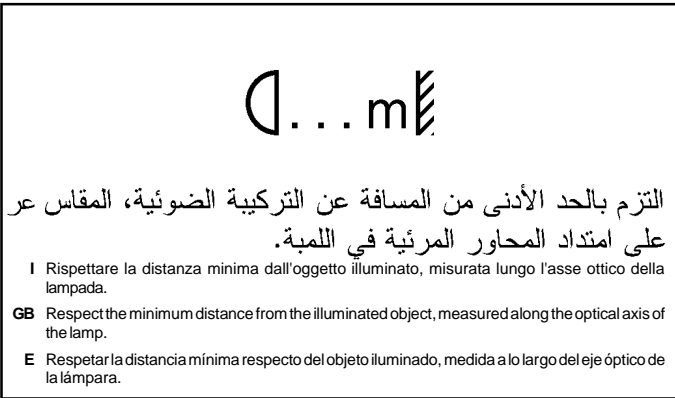 ...m
التزم بالحد الأدنى من المسافة عن التركيبة الضوئية، المقاس عر
على امتداد المحاور المرئية في اللمبة.
I Rispettare la distanza minima dall'oggetto illuminato, misurata lungo l'asse ottico della
lampada.
GB Respect the minimum distance from the illuminated object, measured along the optical axis of
the lamp.
E Respetar la distancia mínima respecto del objeto iluminado, medida a lo largo del eje óptico de
la lámpara.